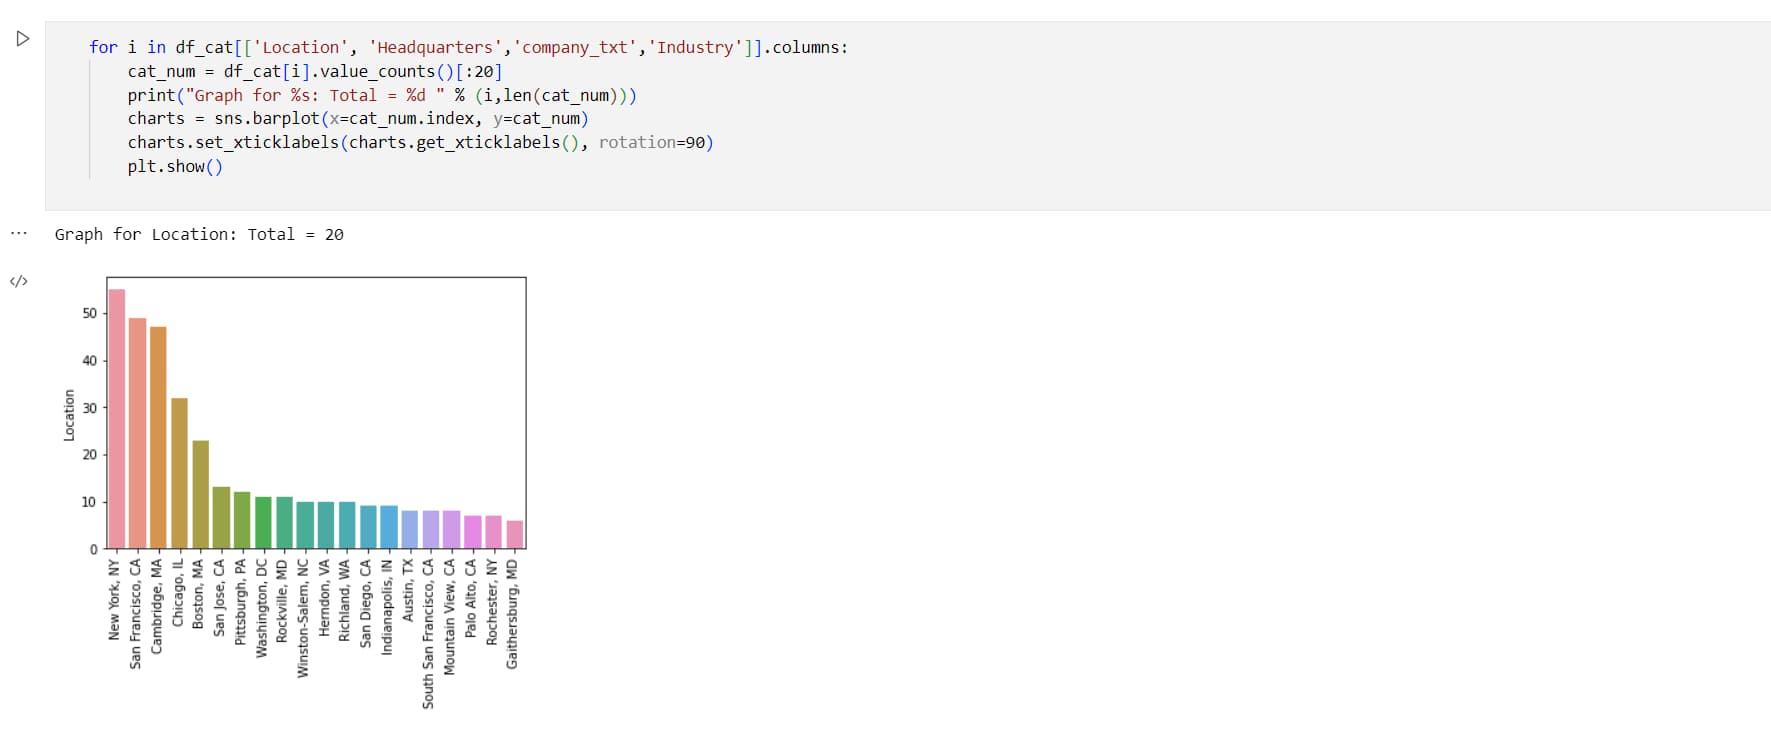 for i in df_cat[['Location', 'Headquarters','company_txt','Industry']].columns:
    cat_num = df_cat[i].value_counts()[:20]
    print("Graph for %s: Total = %d " % (i,len(cat_num)))
    charts = sns.barplot(x=cat_num.index, y=cat_num)
    charts.set_xticklabels(charts.get_xticklabels(), rotation=90)
    plt.show()
...
Graph for Location: Total = 20
</>
50
40
30
20
10
0
Location
New York, NY
San Francisco, CA
Cambridge, MA
Chicago, IL
Boston, MA
San Jose, CA
Pittsburgh, PA
Washington, DC
Rockville, MD
Winston-Salem, NC
Herndon, VA
Richland, WA
San Diego, CA
Indianapolis, IN
Austin, TX
South San Francisco, CA
Mountain View, CA
Palo Alto, CA
Rochester, NY
Gaithersburg, MD